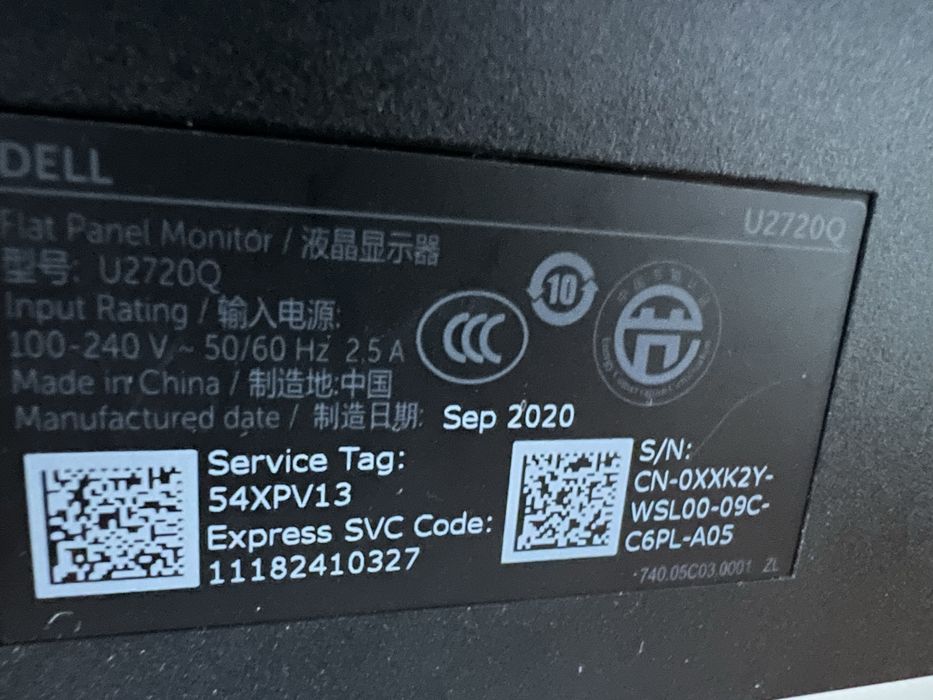 DELL
U2720Q
Flat Panel Monitor / 液晶显示器
型号: U2720Q
Input Rating / 输入电源:
100-240 V ~ 50/60 Hz 2.5 A
Made in China / 制造地:中国
Manufactured date / 制造日期: Sep 2020
CCC
10
Service Tag:
54XPV13
Express SVC Code:
11182410327
S/N:
CN-0XXK2Y-
WSL00-09C-
C6PL-A05
740.05C03.0001 ZL